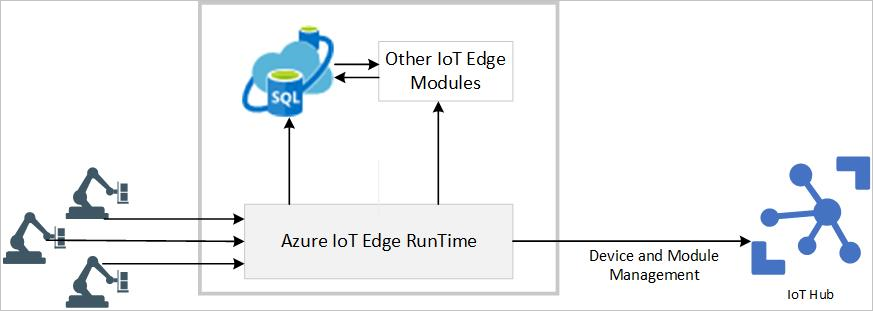 Other IoT Edge
Modules
SQL
Azure IoT Edge RunTime
Device and Module
Management
IoT Hub